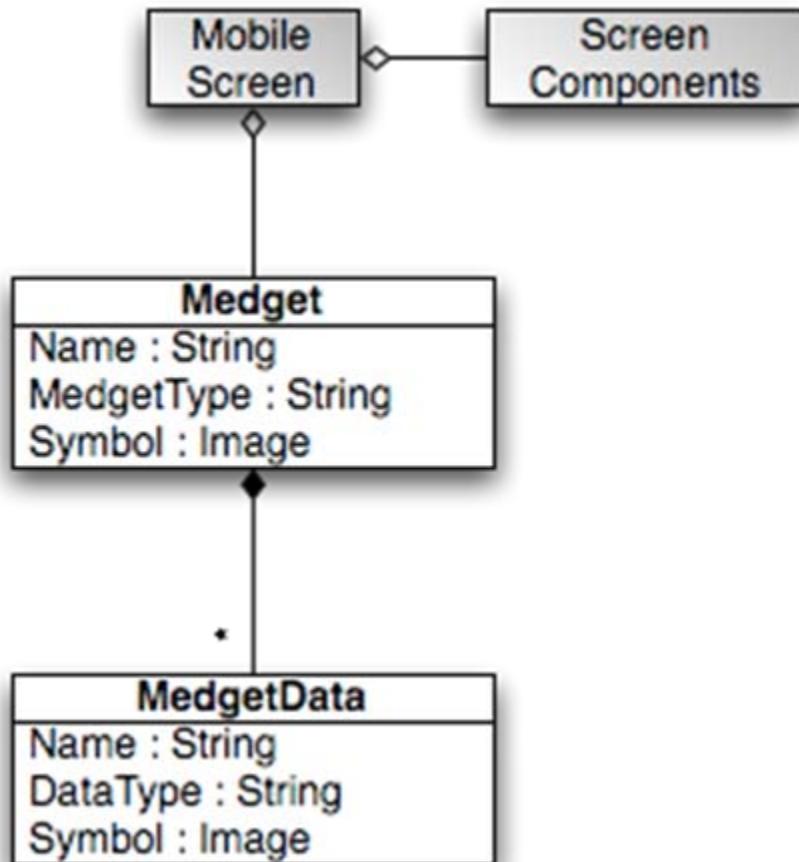 Mobile
Screen
Screen
Components
Medget
Name : String
MedgetType : String
Symbol : Image
*
MedgetData
Name : String
DataType : String
Symbol : Image